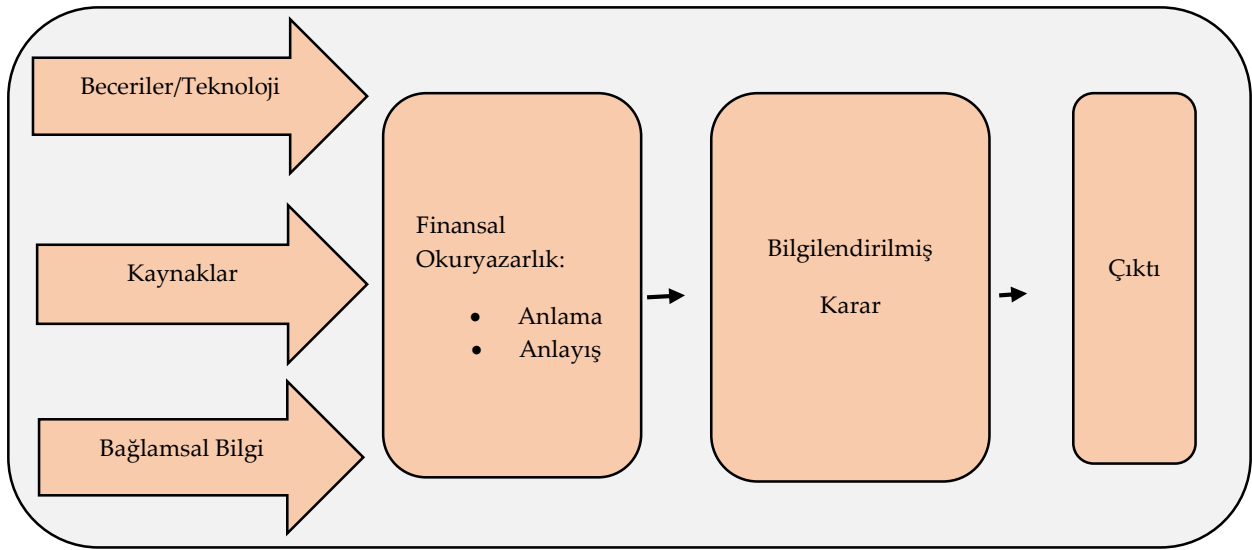 Beceriler/Teknoloji
Kaynaklar
Bağlamsal Bilgi
Finansal
Okuryazarlık:
• Anlama
• Anlayış
Bilgilendirilmiş
Karar
Çıktı